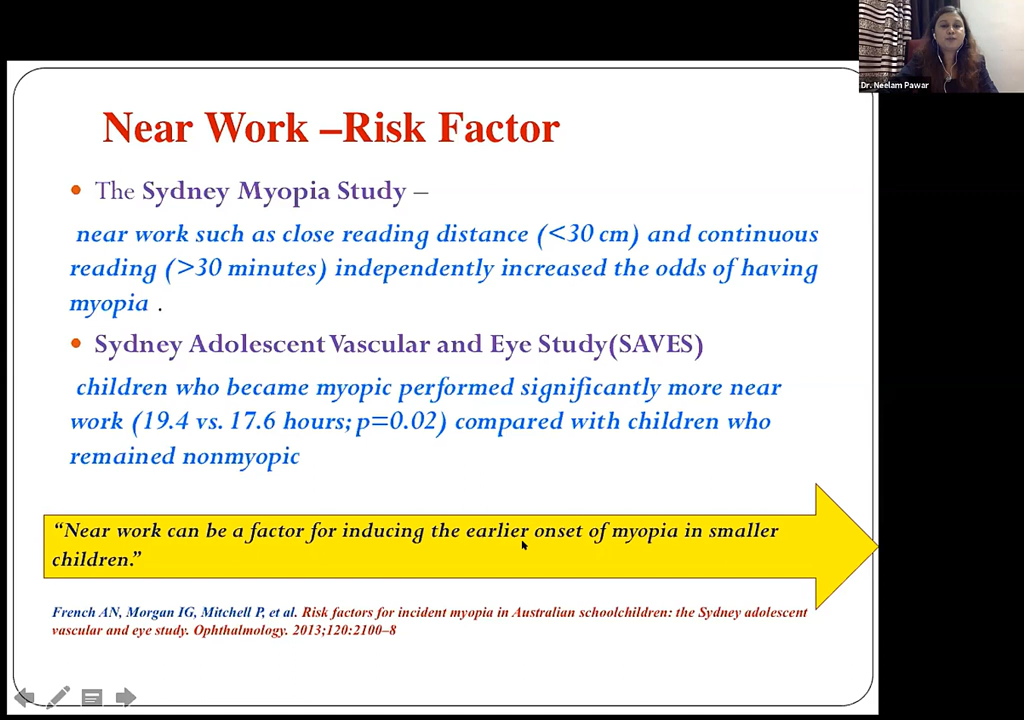 Dr. Neelam Pawar
Near Work –Risk Factor
• The Sydney Myopia Study –
near work such as close reading distance (<30 cm) and continuous
reading (>30 minutes) independently increased the odds of having
myopia .
• Sydney Adolescent Vascular and Eye Study(SAVES)
children who became myopic performed significantly more near
work (19.4 vs. 17.6 hours; p=0.02) compared with children who
remained nonmyopic
“Near work can be a factor for inducing the earlier onset of myopia in smaller
children.”
French AN, Morgan IG, Mitchell P, et al. Risk factors for incident myopia in Australian schoolchildren: the Sydney adolescent
vascular and eye study. Ophthalmology. 2013;120:2100–8